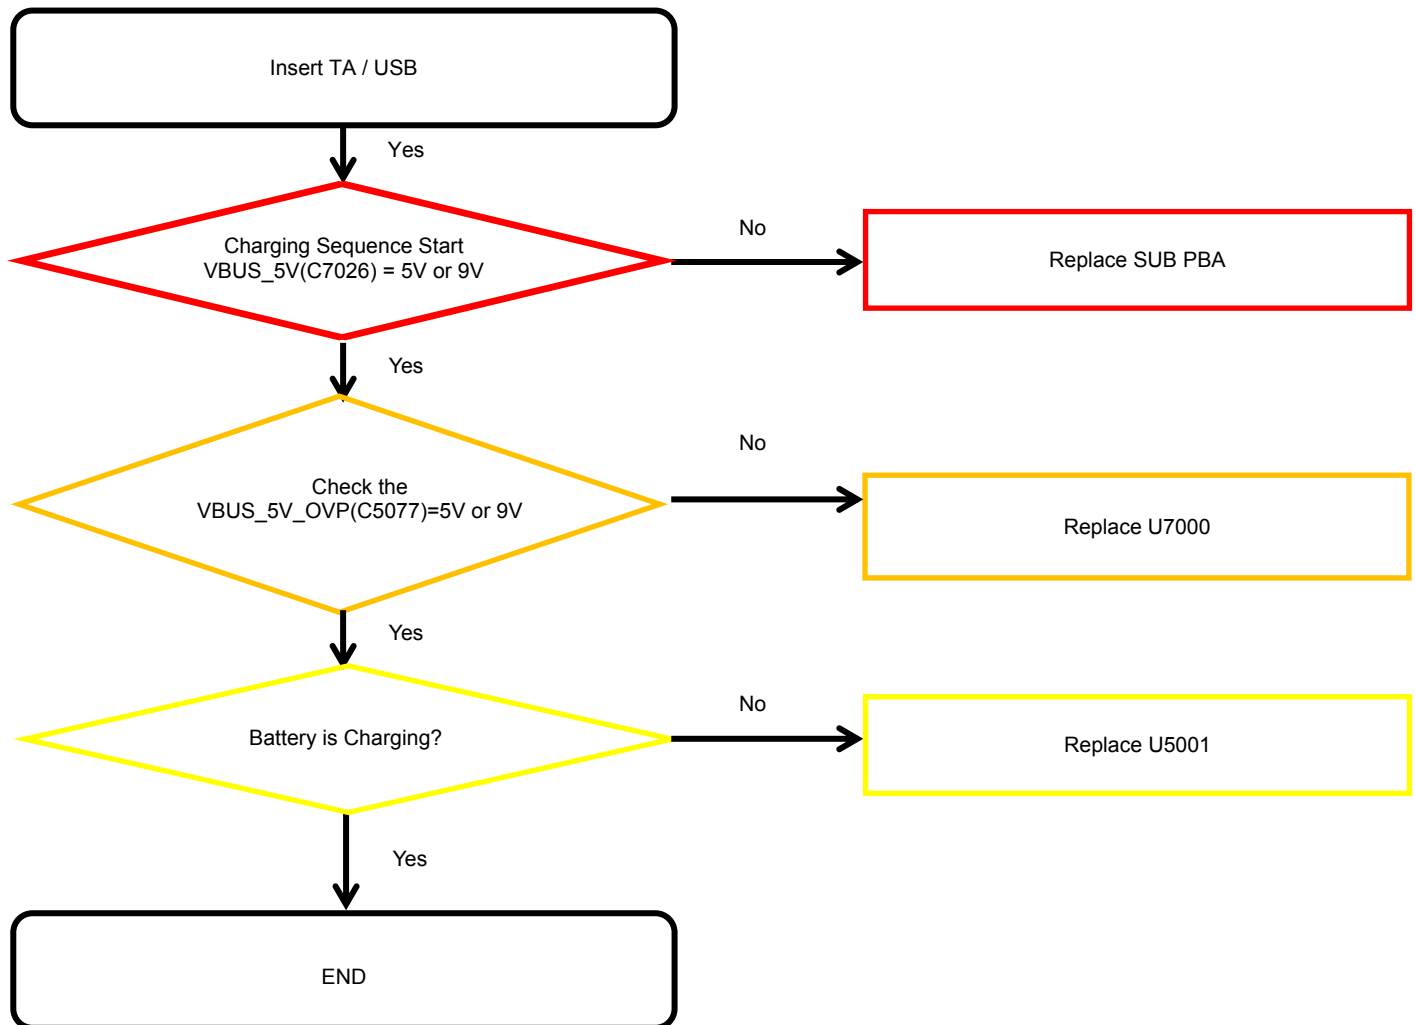 Insert TA / USB
Yes
Charging Sequence Start
VBUS_5V(C7026) = 5V or 9V
No
Replace SUB PBA
Yes
Check the
VBUS_5V_OVP(C5077)=5V or 9V
No
Replace U7000
Yes
Battery is Charging?
No
Replace U5001
Yes
END